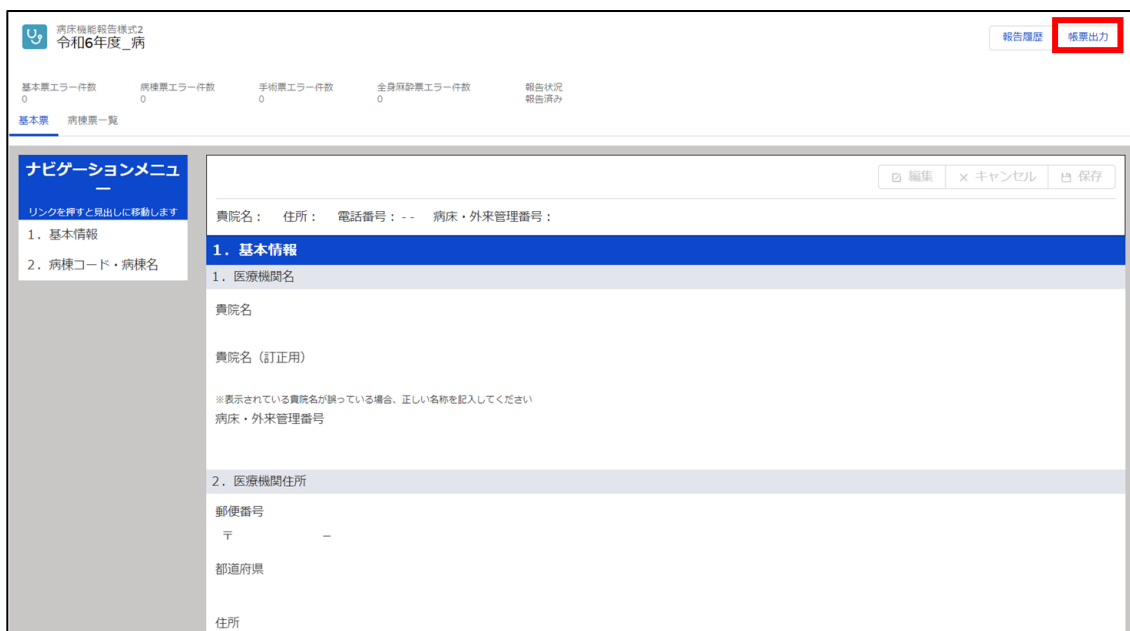 病床機能報告様式2
令和6年度_病
報告履歴
帳票出力
基本票エラー件数
病棟票エラー件数
手術票エラー件数
全身麻酔票エラー件数
報告状況
0
0
0
0
報告済み
基本票
病棟票一覧
ナビゲーションメニュ
ー
リンクを押すと見出しに移動します
1. 基本情報
2. 病棟コード・病棟名
編集
× キャンセル
保存
貴院名： 住所： 電話番号：-- 病床・外来管理番号：
1. 基本情報
1. 医療機関名
貴院名
貴院名（訂正用）
※表示されている貴院名が誤っている場合、正しい名称を記入してください
病床・外来管理番号
2. 医療機関住所
郵便番号
〒 －
都道府県
住所